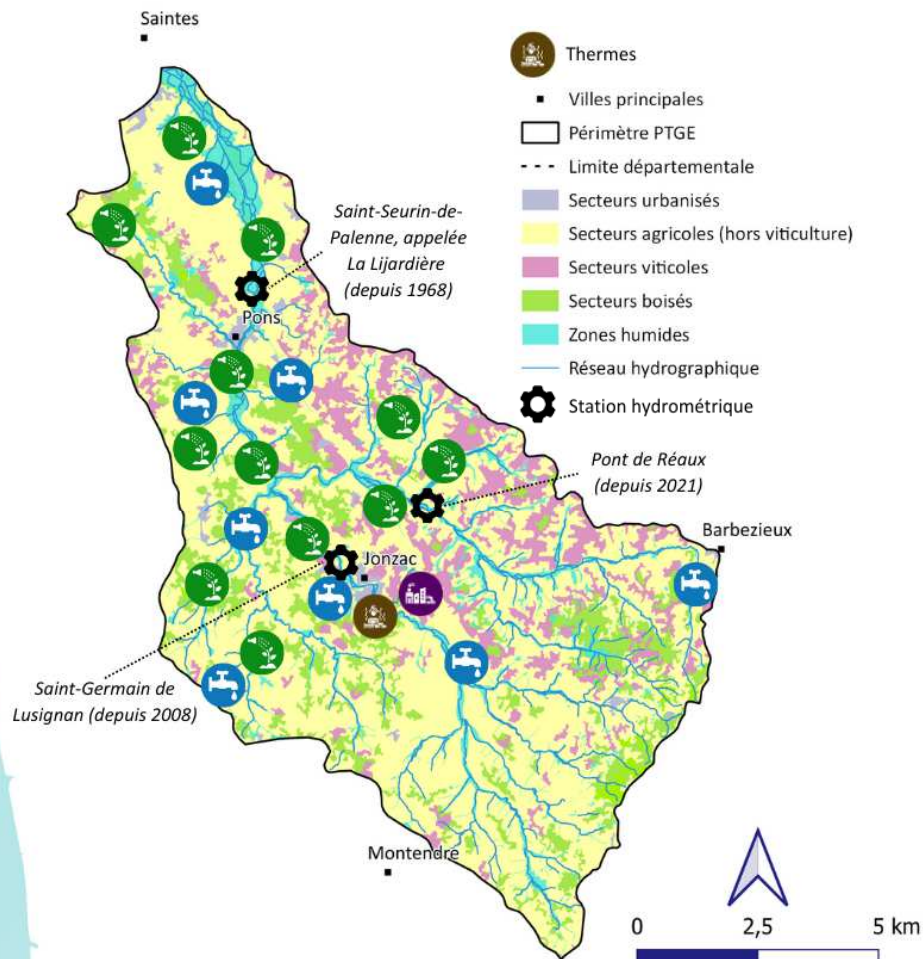 Saintes
Thermes
Villes principales
Périmètre PTGE
Limite départementale
Secteurs urbanisés
Secteurs agricoles (hors viticulture)
Secteurs viticoles
Secteurs boisés
Zones humides
Réseau hydrographique
Station hydrométrique
Saint-Seurin-de-
Palenne, appelée
La Lijardière
(depuis 1968)
Pons
Pont de Réaux
(depuis 2021)
Barbezieux
Jonzac
Saint-Germain de
Lusignan (depuis 2008)
Montendre
0 2,5 5 km